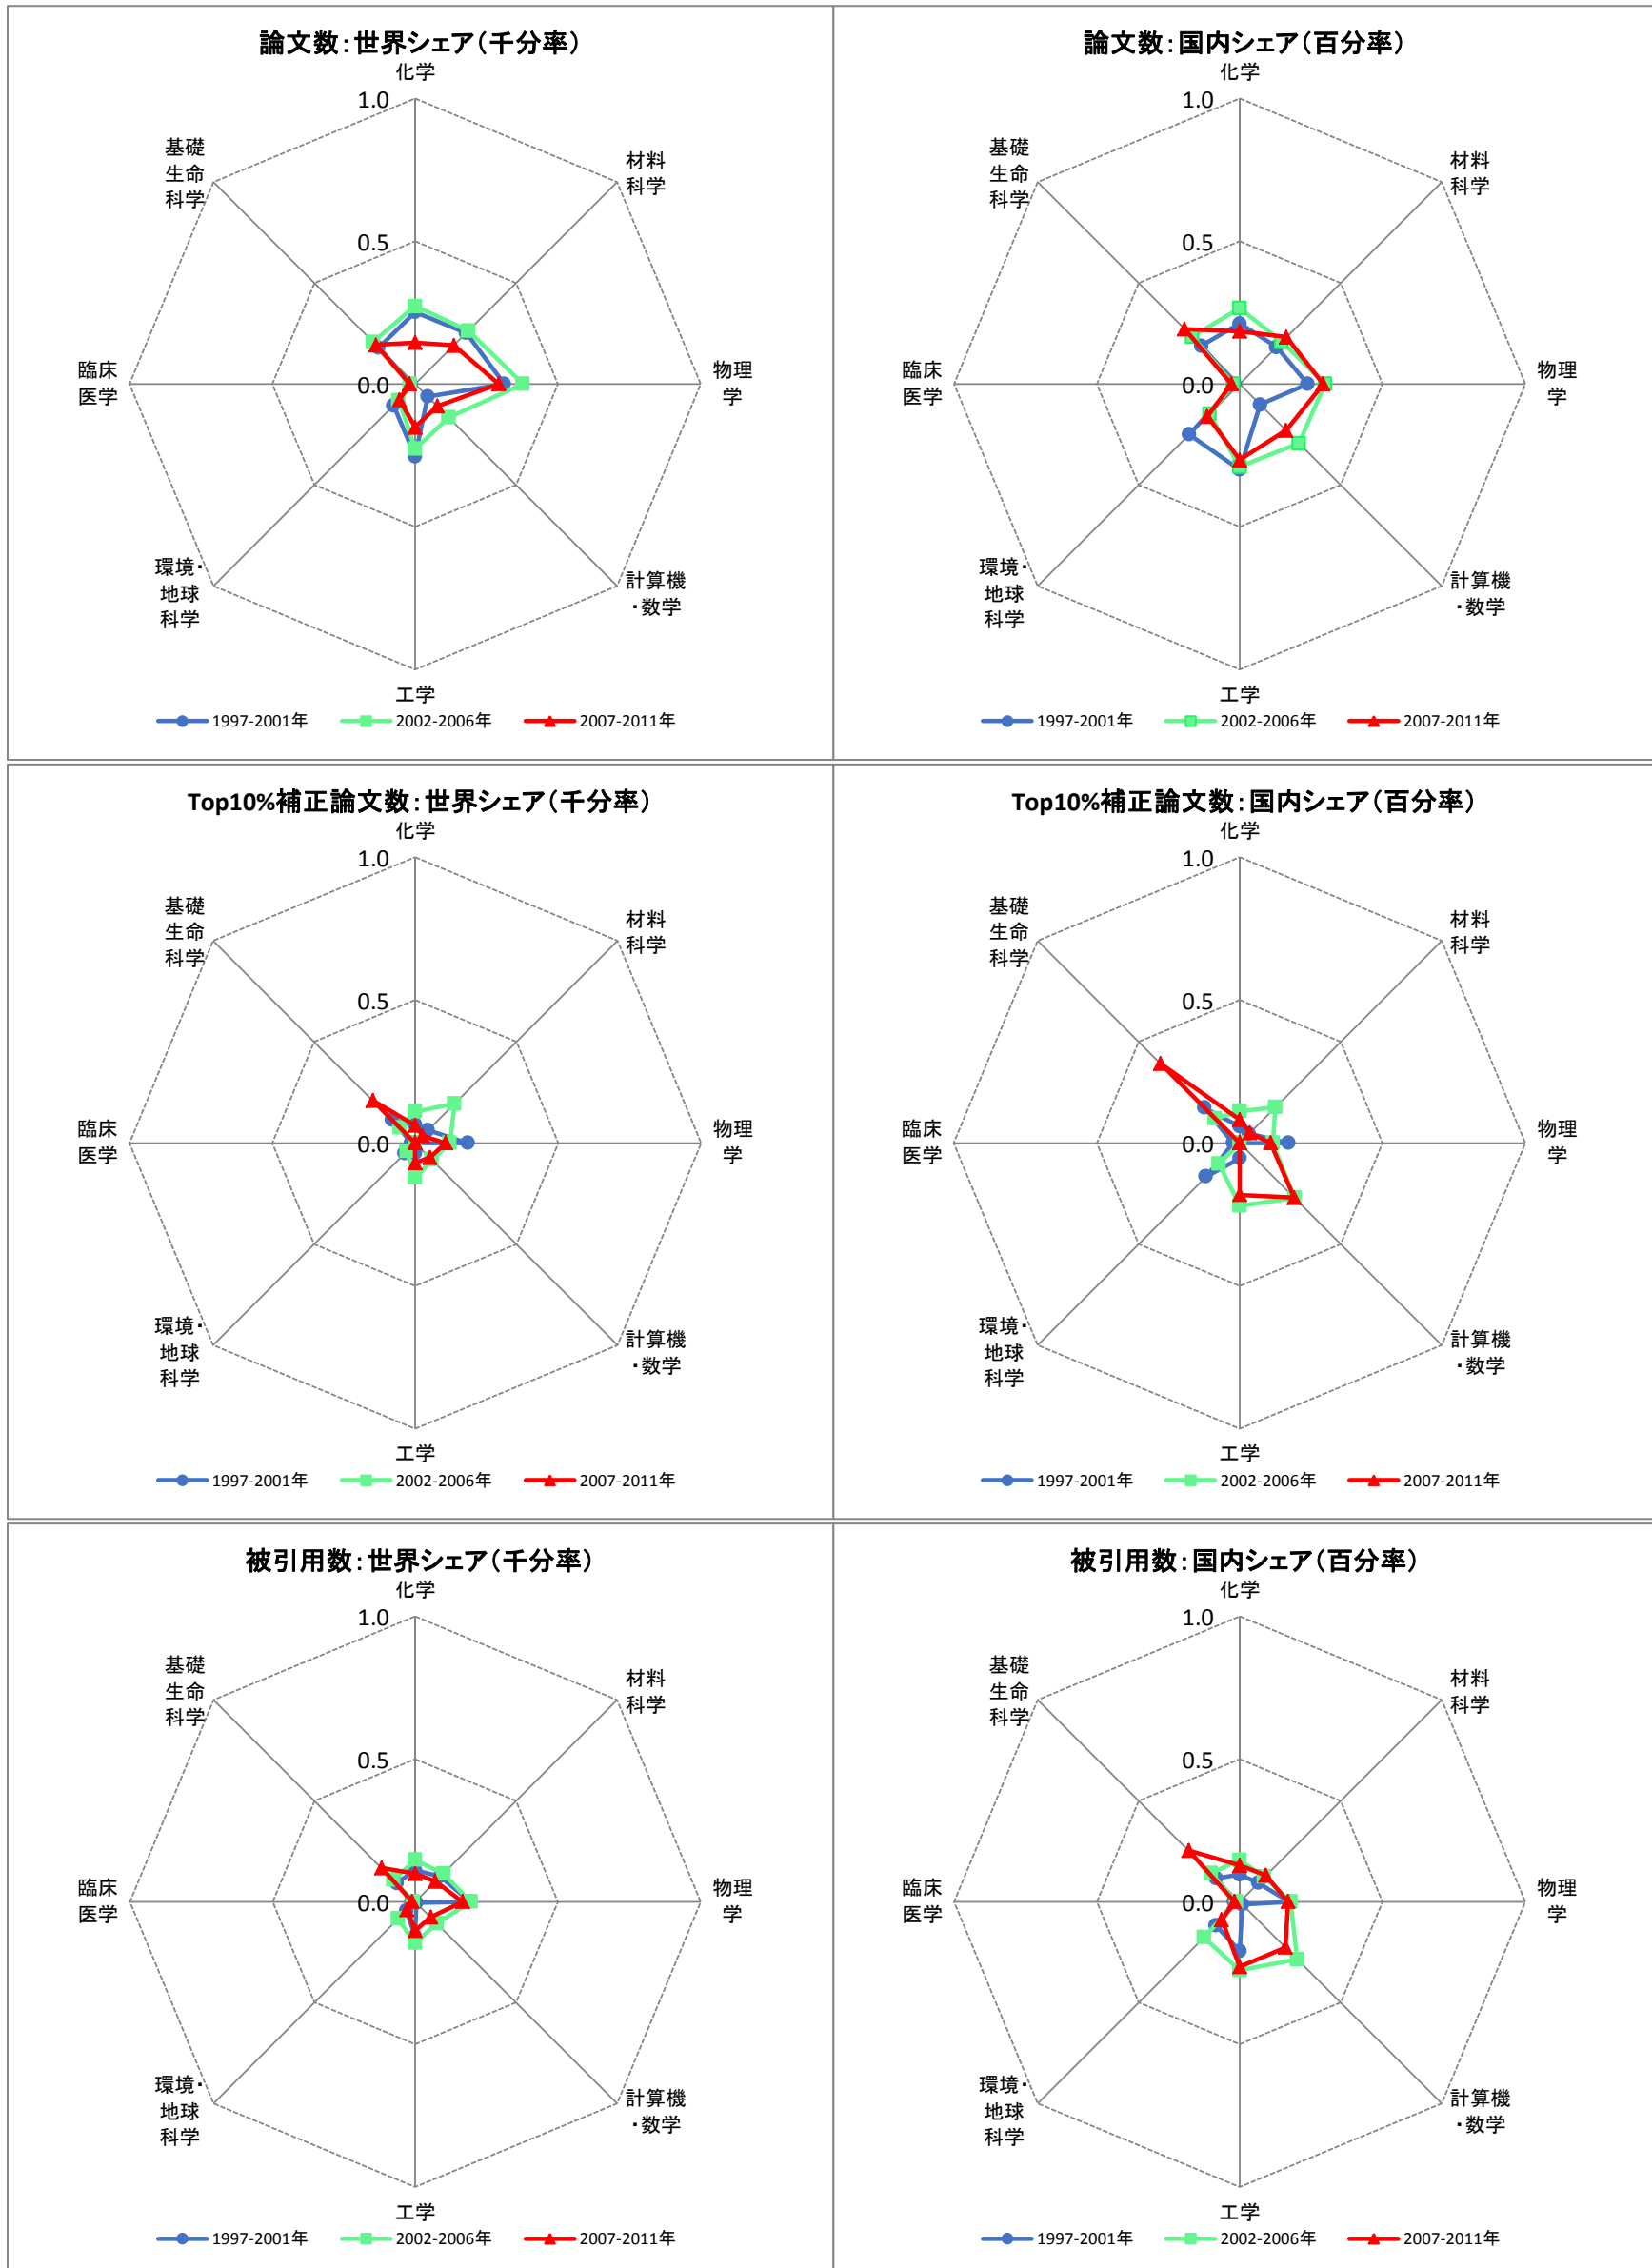 論文数：世界シェア（千分率）
化学
1.0
基礎
生命
科学
材料
科学
0.5
臨床
医学
0.0
物理
学
環境・
地球
科学
計算機
・数学
工学
1997-2001年 2002-2006年 2007-2011年
論文数：国内シェア（百分率）
化学
1.0
基礎
生命
科学
材料
科学
0.5
臨床
医学
0.0
物理
学
環境・
地球
科学
計算機
・数学
工学
1997-2001年 2002-2006年 2007-2011年
Top10%補正論文数：世界シェア（千分率）
化学
1.0
基礎
生命
科学
材料
科学
0.5
臨床
医学
0.0
物理
学
環境・
地球
科学
計算機
・数学
工学
1997-2001年 2002-2006年 2007-2011年
Top10%補正論文数：国内シェア（百分率）
化学
1.0
基礎
生命
科学
材料
科学
0.5
臨床
医学
0.0
物理
学
環境・
地球
科学
計算機
・数学
工学
1997-2001年 2002-2006年 2007-2011年
被引用数：世界シェア（千分率）
化学
1.0
基礎
生命
科学
材料
科学
0.5
臨床
医学
0.0
物理
学
環境・
地球
科学
計算機
・数学
工学
1997-2001年 2002-2006年 2007-2011年
被引用数：国内シェア（百分率）
化学
1.0
基礎
生命
科学
材料
科学
0.5
臨床
医学
0.0
物理
学
環境・
地球
科学
計算機
・数学
工学
1997-2001年 2002-2006年 2007-2011年